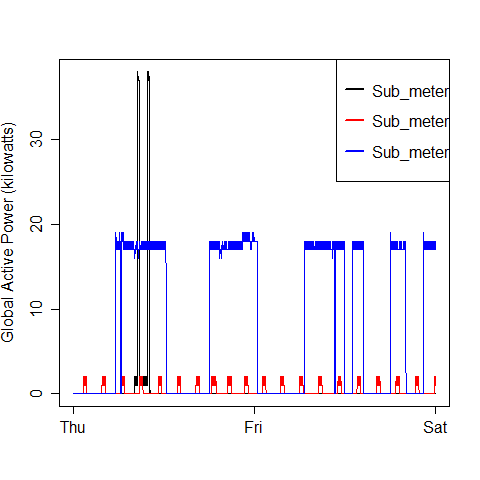 Sub_meter
Sub_meter
Sub_meter
Global Active Power (kilowatts)
30
20
10
0
Thu Fri Sat